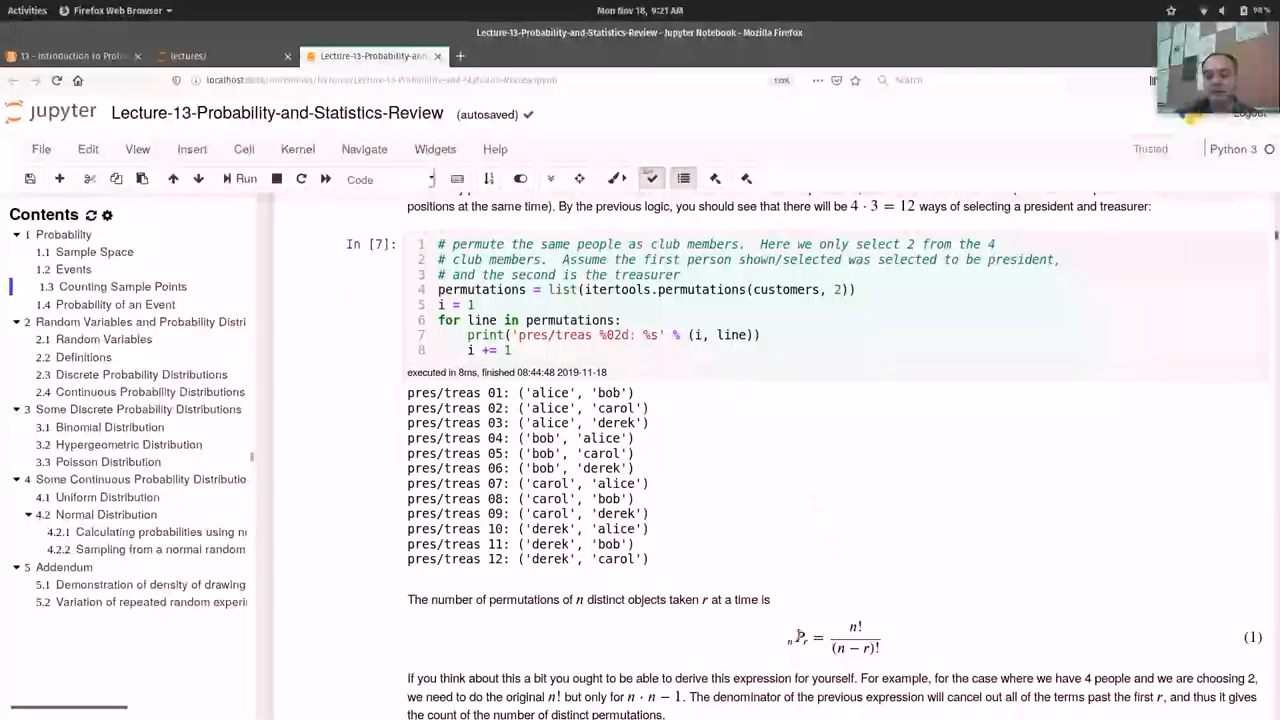 Activities Firefox Web Browser Mon Nov 18, 9:21 AM 98%
Lecture-13-Probability-and-Statistics-Review - Jupyter Notebook - Mozilla Firefox
13 - Introduction to Prob lectures/ Lecture-13-Probability-an
Search
jupyter Lecture-13-Probability-and-Statistics-Review (autosaved) Logout
File Edit View Insert Cell Kernel Navigate Widgets Help Trusted Python 3
Run Code
Contents
1 Probability
1.1 Sample Space
1.2 Events
1.3 Counting Sample Points
1.4 Probability of an Event
2 Random Variables and Probability Distri
2.1 Random Variables
2.2 Definitions
2.3 Discrete Probability Distributions
2.4 Continuous Probability Distributions
3 Some Discrete Probability Distributions
3.1 Binomial Distribution
3.2 Hypergeometric Distribution
3.3 Poisson Distribution
4 Some Continuous Probability Distributio
4.1 Uniform Distribution
4.2 Normal Distribution
4.2.1 Calculating probabilities using n
4.2.2 Sampling from a normal random
5 Addendum
5.1 Demonstration of density of drawing
5.2 Variation of repeated random experi
positions at the same time). By the previous logic, you should see that there will be 4 · 3 = 12 ways of selecting a president and treasurer:
In [7]:
1 # permute the same people as club members. Here we only select 2 from the 4
2 # club members. Assume the first person shown/selected was selected to be president,
3 # and the second is the treasurer
4 permutations = list(itertools.permutations(customers, 2))
5 i = 1
6 for line in permutations:
7 print('pres/treas %02d: %s' % (i, line))
8 i += 1
executed in 8ms, finished 08:44:48 2019-11-18
pres/treas 01: ('alice', 'bob')
pres/treas 02: ('alice', 'carol')
pres/treas 03: ('alice', 'derek')
pres/treas 04: ('bob', 'alice')
pres/treas 05: ('bob', 'carol')
pres/treas 06: ('bob', 'derek')
pres/treas 07: ('carol', 'alice')
pres/treas 08: ('carol', 'bob')
pres/treas 09: ('carol', 'derek')
pres/treas 10: ('derek', 'alice')
pres/treas 11: ('derek', 'bob')
pres/treas 12: ('derek', 'carol')
The number of permutations of n distinct objects taken r at a time is
ₙℙᵣ = n! / (n − r)! (1)
If you think about this a bit you ought to be able to derive this expression for yourself. For example, for the case where we have 4 people and we are choosing 2,
we need to do the original n! but only for n · n − 1. The denominator of the previous expression will cancel out all of the terms past the first r, and thus it gives
the count of the number of distinct permutations.